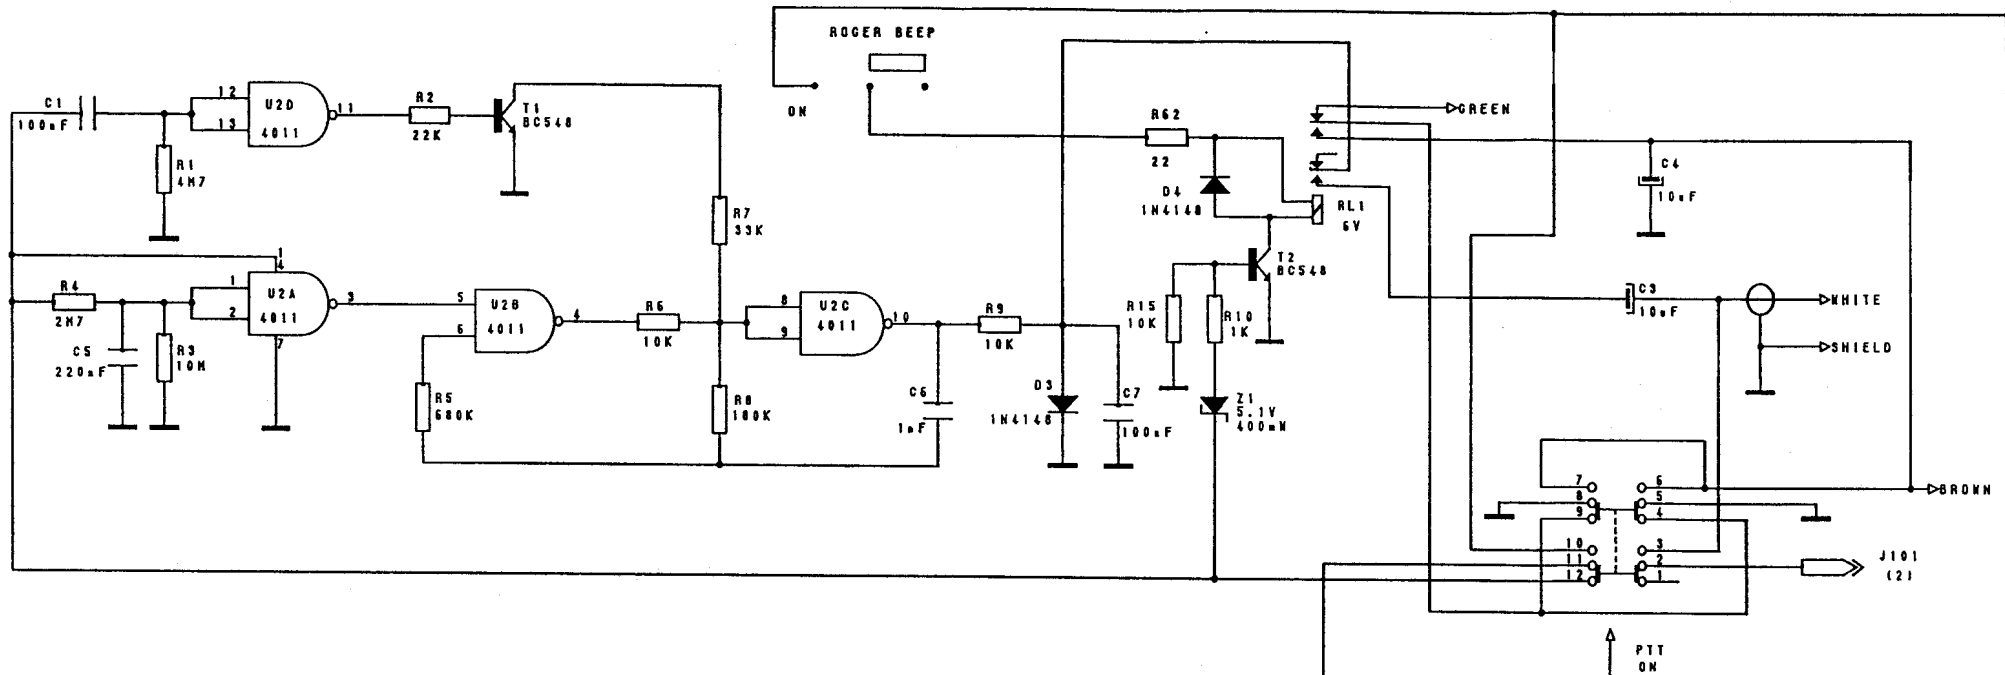 ROGER BEEP
ON
C1
100nF
12
13
U2D
4011
11
R2
22K
T1
BC548
R1
4M7
R7
33K
R62
22
D4
1N4148
RL1
6V
GREEN
C4
10uF
14
R4
2M7
1
2
U2A
4011
3
7
C5
220nF
R3
10M
5
6
U2B
4011
4
R5
680K
R6
10K
R8
180K
8
9
U2C
4011
10
C6
1nF
R9
10K
D3
1N4148
C7
100nF
T2
BC548
R15
10K
R10
1K
Z1
5.1V
400mW
C3
10uF
WHITE
SHIELD
BROWN
7
8
9
10
11
12
6
5
4
3
2
1
J101
(2)
PTT
ON